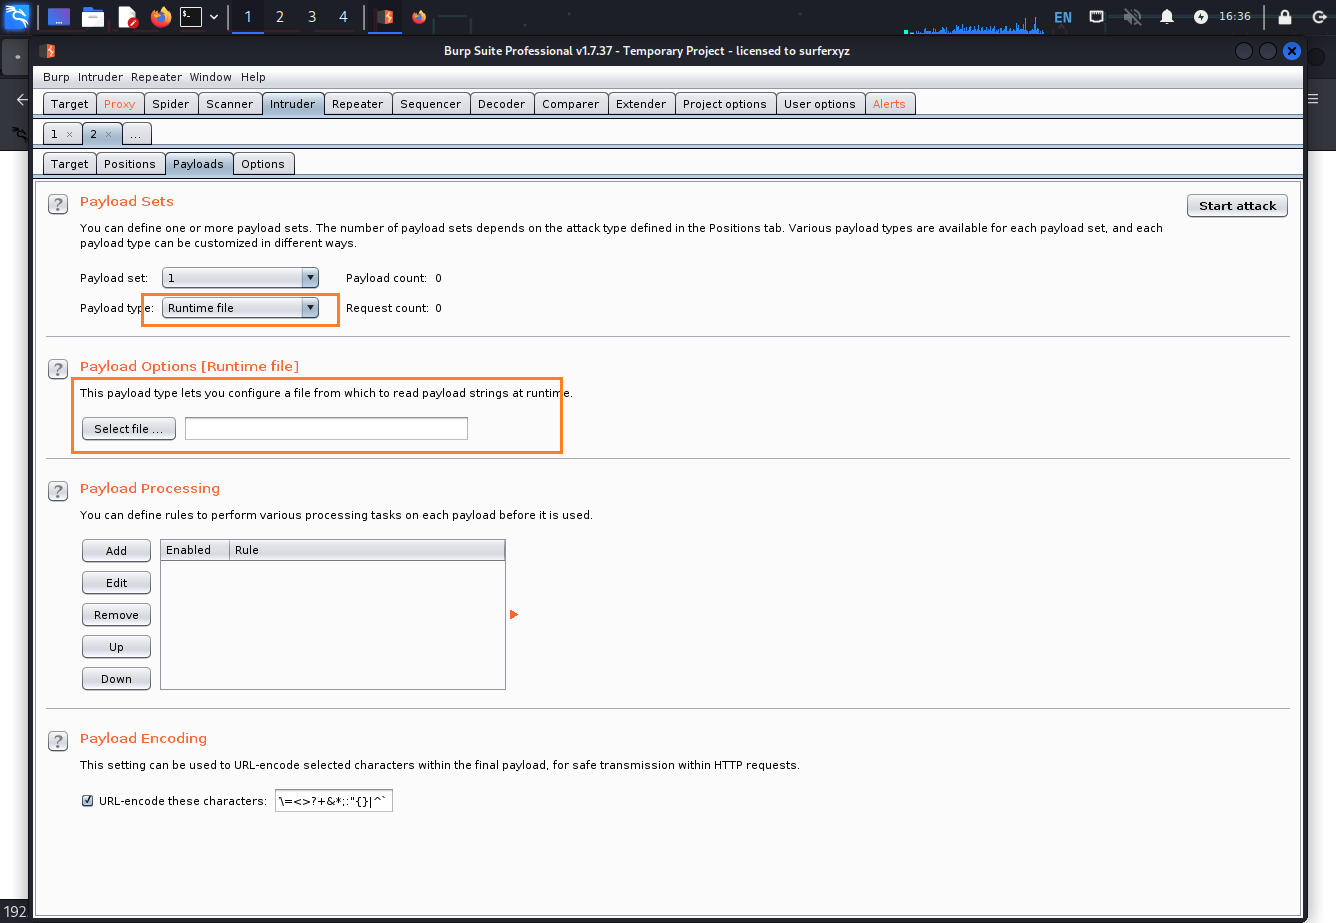 1 2 3 4 EN 16:36
Burp Suite Professional v1.7.37 - Temporary Project - licensed to surferxyz
Burp Intruder Repeater Window Help
Target Proxy Spider Scanner Intruder Repeater Sequencer Decoder Comparer Extender Project options User options Alerts
1 × 2 × ...
Target Positions Payloads Options
? Payload Sets
Start attack
You can define one or more payload sets. The number of payload sets depends on the attack type defined in the Positions tab. Various payload types are available for each payload set, and each
payload type can be customized in different ways.
Payload set: 1 Payload count: 0
Payload type: Runtime file Request count: 0
? Payload Options [Runtime file]
This payload type lets you configure a file from which to read payload strings at runtime.
Select file ...
? Payload Processing
You can define rules to perform various processing tasks on each payload before it is used.
Add Enabled Rule
Edit
Remove
Up
Down
? Payload Encoding
This setting can be used to URL-encode selected characters within the final payload, for safe transmission within HTTP requests.
URL-encode these characters: \=<>?+&*;:"{}|^`
192